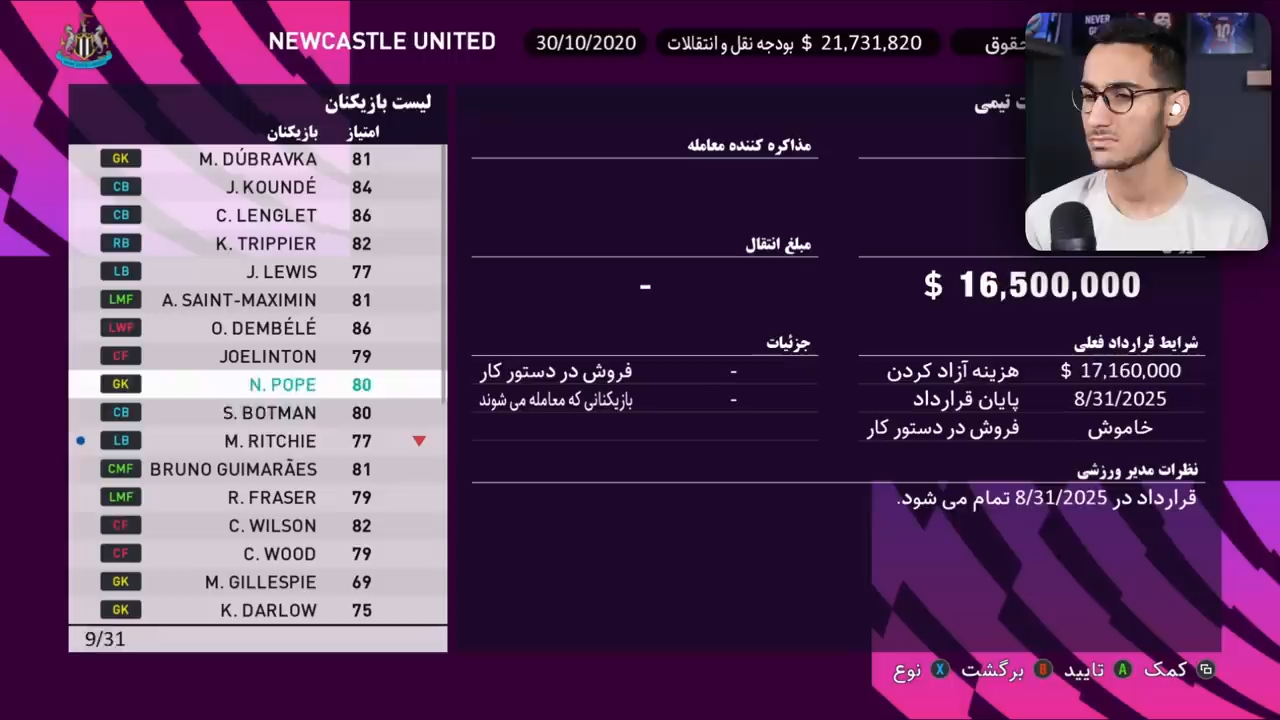 NEWCASTLE UNITED
30/10/2020
بودجه نقل و انتقالات $ 21,731,820
حقوق
NEVER
لیست بازیکنان
بازیکنان امتیاز
GK M. DÚBRAVKA 81
CB J. KOUNDÉ 84
CB C. LENGLET 86
RB K. TRIPPIER 82
LB J. LEWIS 77
LMF A. SAINT-MAXIMIN 81
LWF O. DEMBÉLÉ 86
CF JOELINTON 79
GK N. POPE 80
CB S. BOTMAN 80
LB M. RITCHIE 77
CMF BRUNO GUIMARÃES 81
LMF R. FRASER 79
CF C. WILSON 82
CF C. WOOD 79
GK M. GILLESPIE 69
GK K. DARLOW 75
9/31
تیمی
مذاکره کننده معامله
مبلغ انتقال
-
$ 16,500,000
جزئیات
فروش در دستور کار -
بازیکنانی که معامله می شوند -
شرایط قرارداد فعلی
هزینه آزاد کردن $ 17,160,000
پایان قرارداد 8/31/2025
فروش در دستور کار خاموش
نظرات مدیر ورزشی
قرارداد در 8/31/2025 تمام می شود.
کمک
A تایید
B برگشت
X نوع